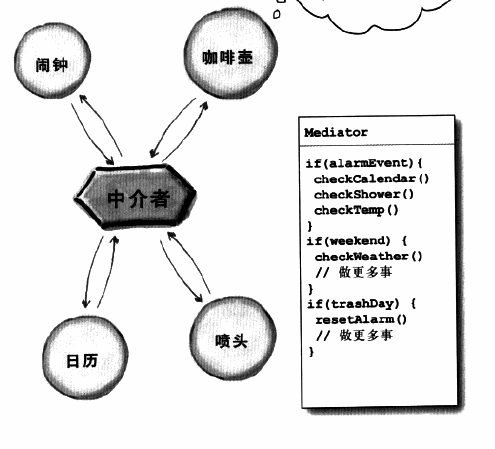 闹钟
咖啡壶
中介者
日历
喷头
Mediator
if(alarmEvent){
checkCalendar()
checkShower()
checkTemp()
}
if(weekend) {
checkWeather()
// 做更多事
}
if(trashDay) {
resetAlarm()
// 做更多事
}